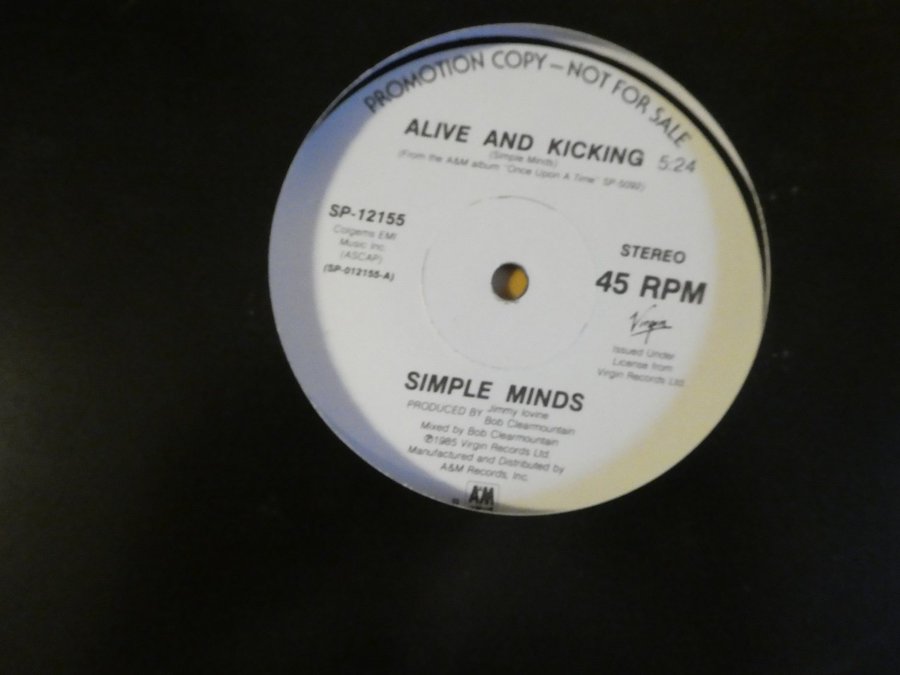 PROMOTION COPY — NOT FOR SALE
ALIVE AND KICKING 5:24
(Simple Minds)
(From the A&M album "Once Upon A Time" SP-5092)
SP-12155
Colgems EMI
Music Inc.
(ASCAP)
(SP-012155-A)
STEREO
45 RPM
Virgin
Issued Under
License from
Virgin Records Ltd.
SIMPLE MINDS
PRODUCED BY Jimmy Iovine
Bob Clearmountain
Mixed by Bob Clearmountain
℗1985 Virgin Records Ltd.
Manufactured and Distributed by
A&M Records, Inc.
A&M